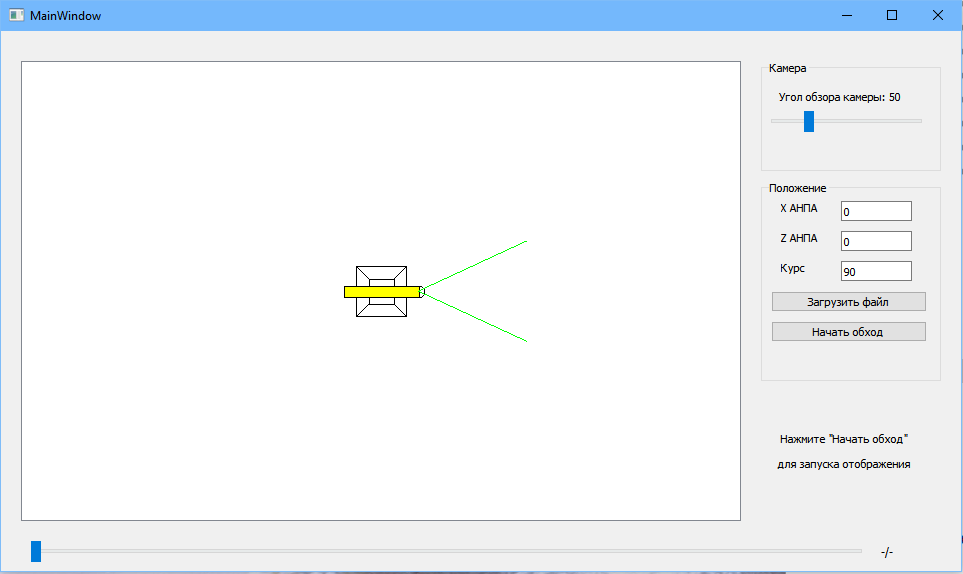 MainWindow
Камера
Угол обзора камеры: 50
Положение
X АНПА
0
Z АНПА
0
Курс
90
Загрузить файл
Начать обход
Нажмите "Начать обход"
для запуска отображения
-/-